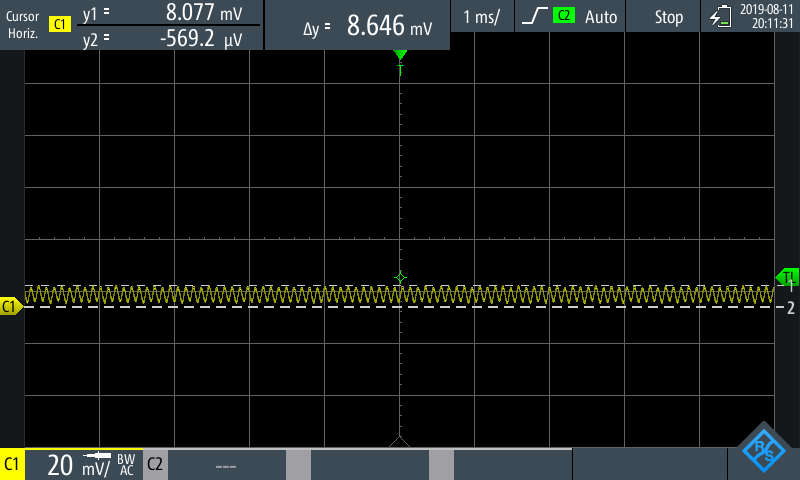 Cursor
Horiz.
C1
y1 = 8.077 mV
y2 = -569.2 µV
Δy = 8.646 mV
1 ms/
C2
Auto
Stop
2019-08-11
20:11:31
T
C1
T!
1
2
C1
20 mV/
BW
AC
C2
---
R
S